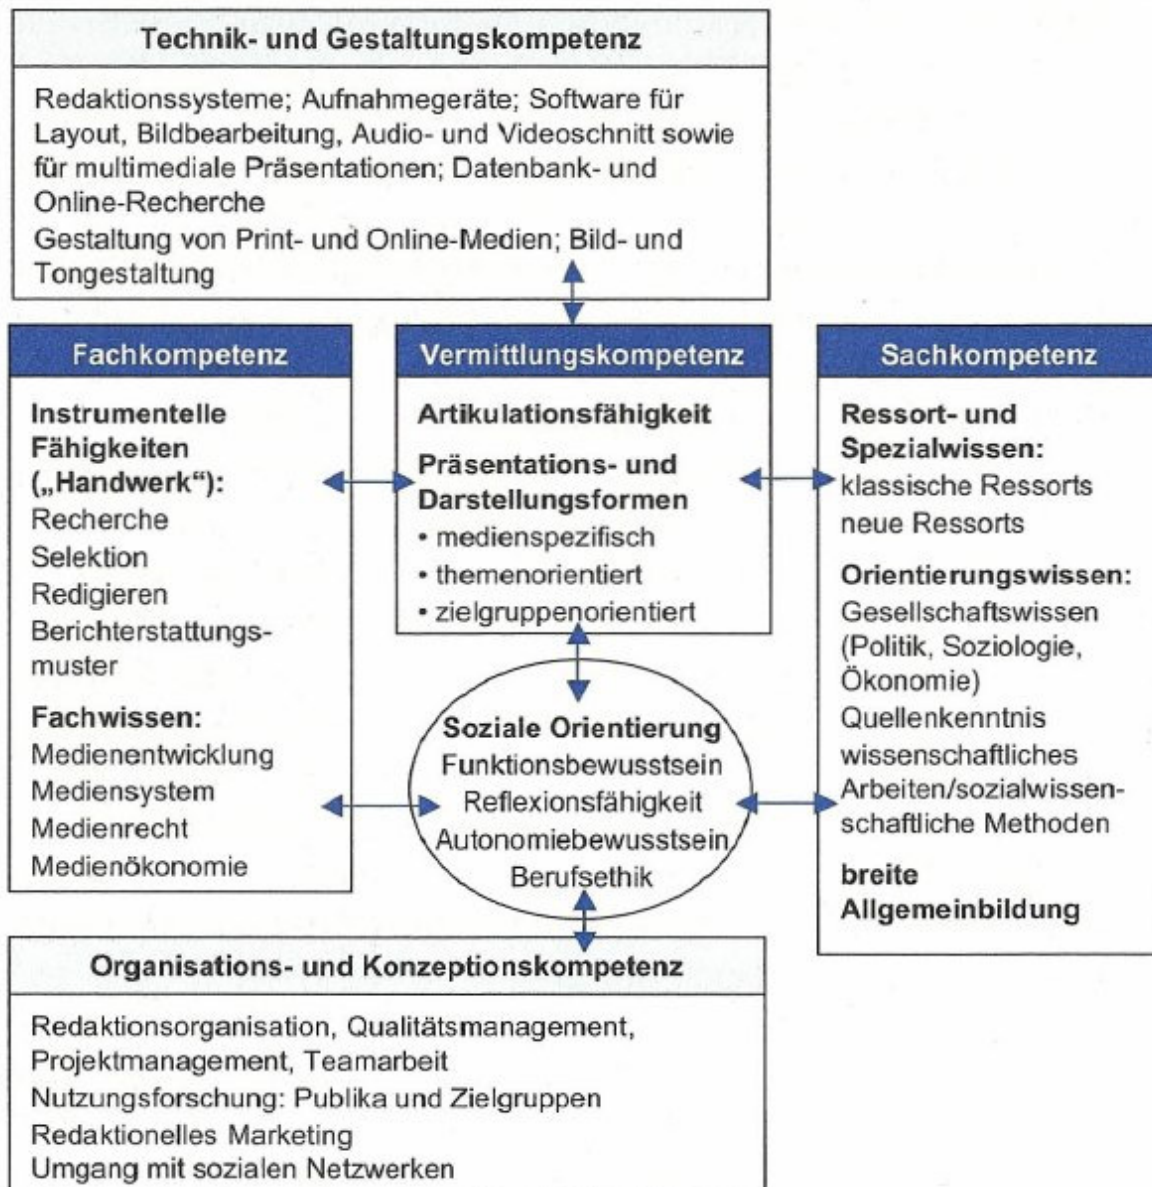 Technik- und Gestaltungskompetenz
Redaktionssysteme; Aufnahmegeräte; Software für
Layout, Bildbearbeitung, Audio- und Videoschnitt sowie
für multimediale Präsentationen; Datenbank- und
Online-Recherche
Gestaltung von Print- und Online-Medien; Bild- und
Tongestaltung
Fachkompetenz
Instrumentelle
Fähigkeiten
(„Handwerk“):
Recherche
Selektion
Redigieren
Berichterstattungs-
muster
Fachwissen:
Medienentwicklung
Mediensystem
Medienrecht
Medienökonomie
Vermittlungskompetenz
Artikulationsfähigkeit
Präsentations- und
Darstellungsformen
• medienspezifisch
• themenorientiert
• zielgruppenorientiert
Soziale Orientierung
Funktionsbewusstsein
Reflexionsfähigkeit
Autonomiebewusstsein
Berufsethik
Sachkompetenz
Ressort- und
Spezialwissen:
klassische Ressorts
neue Ressorts
Orientierungswissen:
Gesellschaftswissen
(Politik, Soziologie,
Ökonomie)
Quellenkenntnis
wissenschaftliches
Arbeiten/sozialwissen-
schaftliche Methoden
breite
Allgemeinbildung
Organisations- und Konzeptionskompetenz
Redaktionsorganisation, Qualitätsmanagement,
Projektmanagement, Teamarbeit
Nutzungsforschung: Publika und Zielgruppen
Redaktionelles Marketing
Umgang mit sozialen Netzwerken